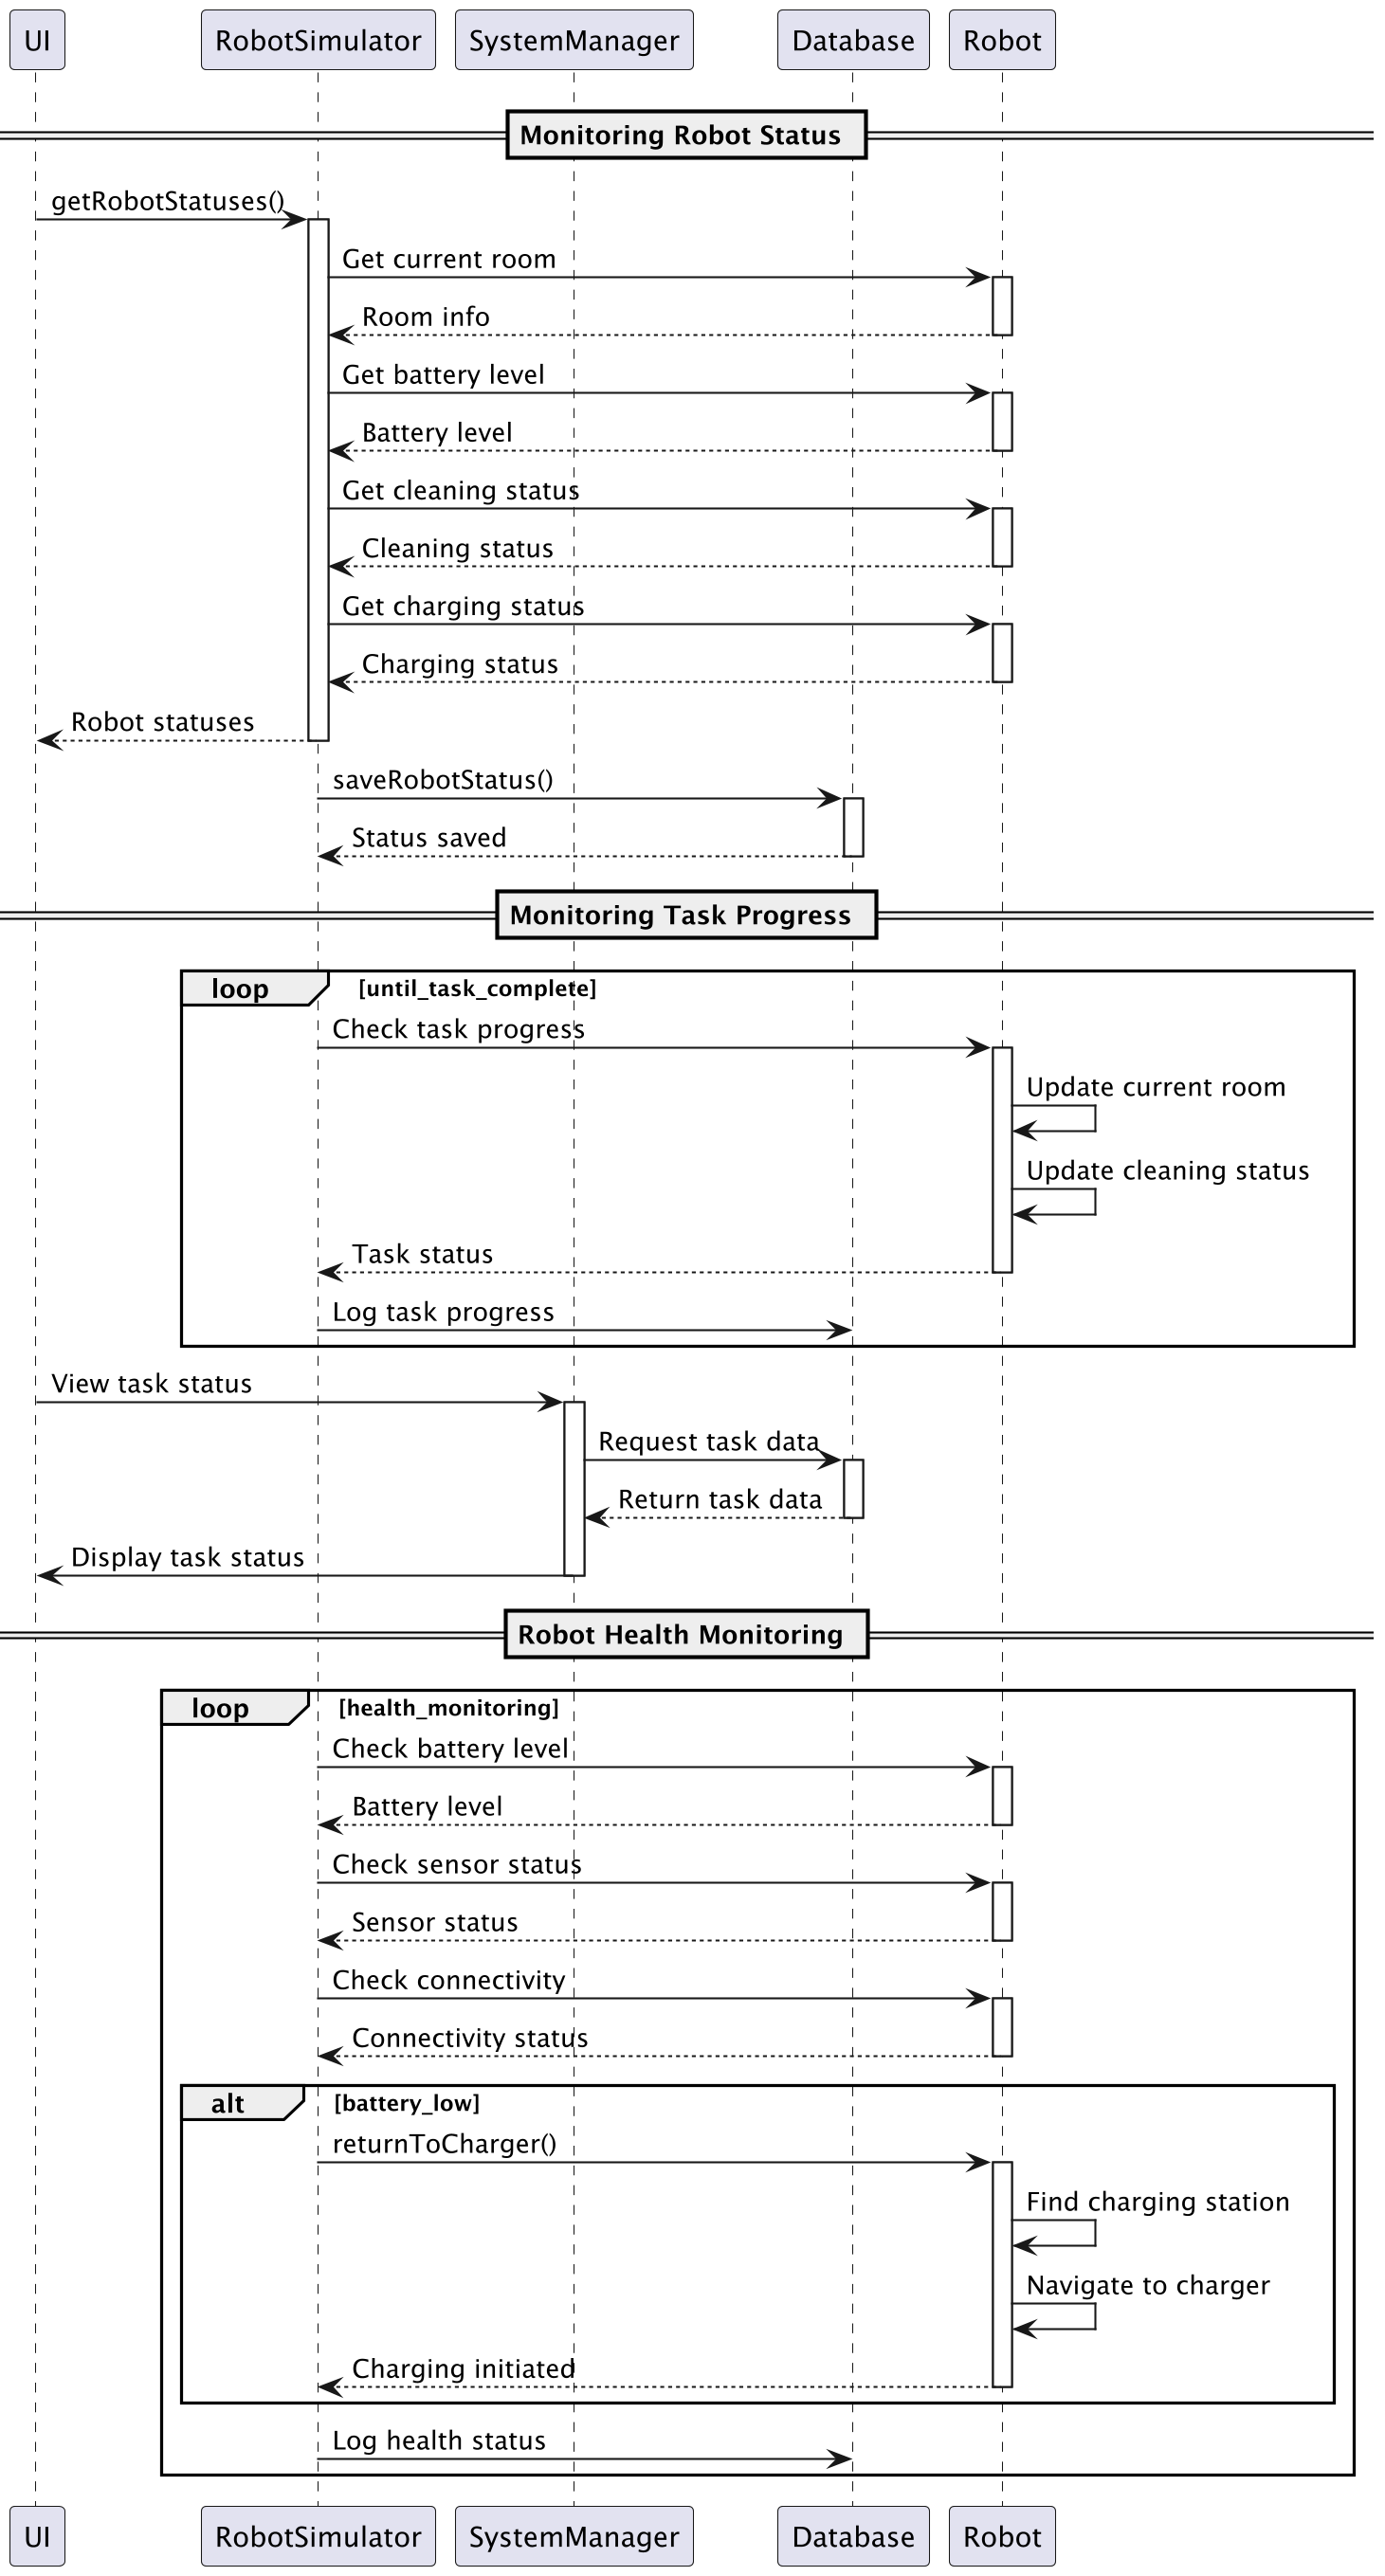 UI RobotSimulator SystemManager Database Robot
Monitoring Robot Status
getRobotStatuses()
Get current room
Room info
Get battery level
Battery level
Get cleaning status
Cleaning status
Get charging status
Charging status
Robot statuses
saveRobotStatus()
Status saved
Monitoring Task Progress
loop [until_task_complete]
Check task progress
Update current room
Update cleaning status
Task status
Log task progress
View task status
Request task data
Return task data
Display task status
Robot Health Monitoring
loop [health_monitoring]
Check battery level
Battery level
Check sensor status
Sensor status
Check connectivity
Connectivity status
alt [battery_low]
returnToCharger()
Find charging station
Navigate to charger
Charging initiated
Log health status
UI RobotSimulator SystemManager Database Robot